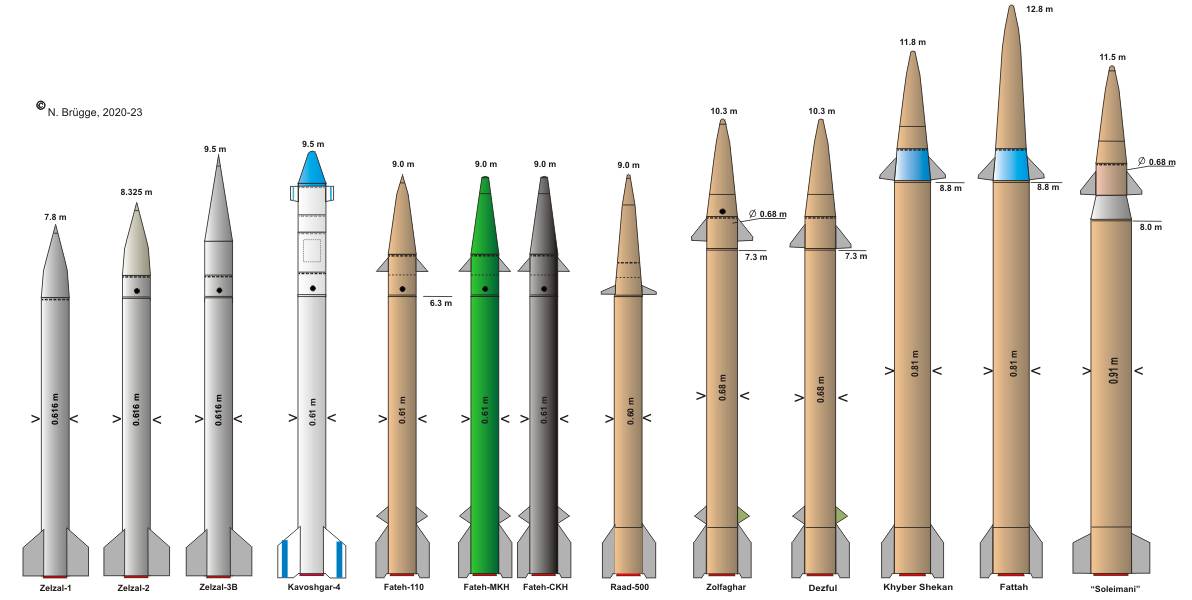 12.8 m
11.8 m
11.5 m
© N. Brügge, 2020-23
10.3 m
10.3 m
9.5 m
9.5 m
9.0 m
9.0 m
9.0 m
9.0 m
Ø 0.68 m
8.325 m
8.8 m
8.8 m
7.8 m
Ø 0.68 m
8.0 m
7.3 m
7.3 m
6.3 m
0.616 m
0.616 m
0.616 m
0.61 m
0.61 m
0.61 m
0.61 m
0.60 m
0.68 m
0.68 m
0.81 m
0.81 m
0.91 m
Zelzal-1
Zelzal-2
Zelzal-3B
Kavoshgar-4
Fateh-110
Fateh-MKH
Fateh-CKH
Raad-500
Zolfaghar
Dezful
Khyber Shekan
Fattah
"Soleimani"